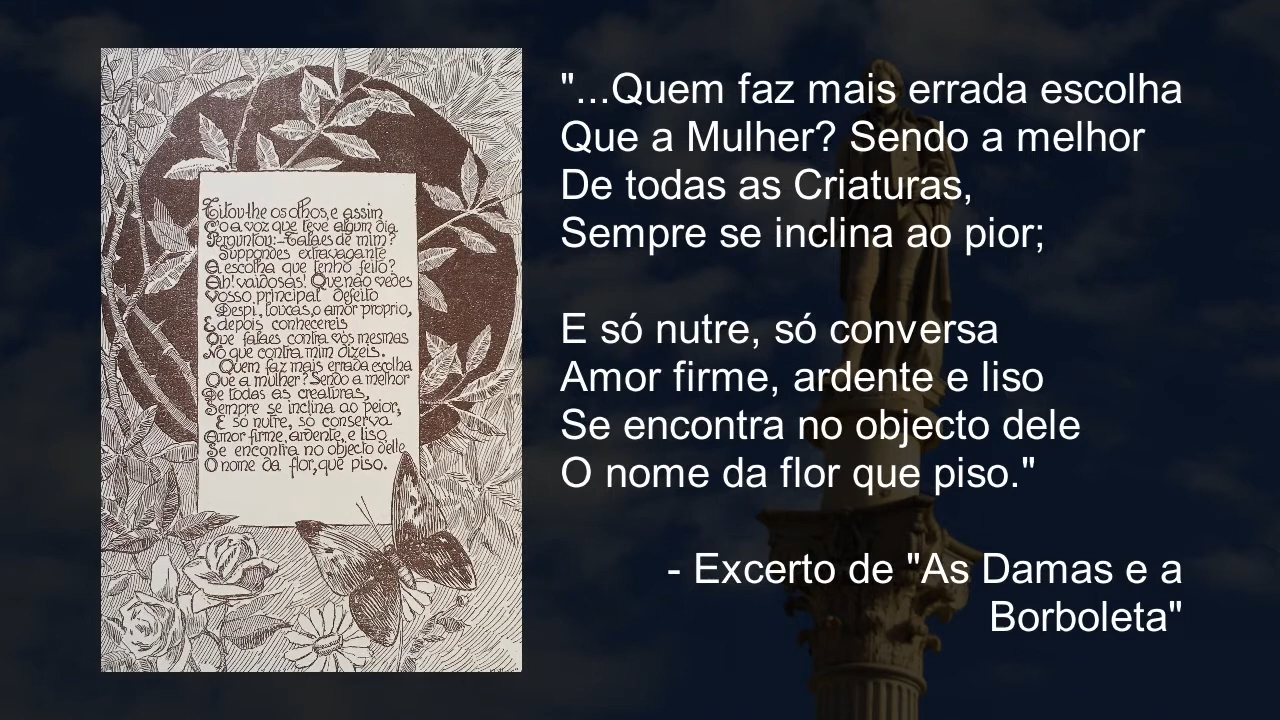 Fitou-lhe os olhos, e assim
Co a voz que teve algum dia
Perguntou:-Falaes de mim?
Suppondes extravagante
A escolha que tenho feito?
Ah! vaidosas! Que não vedes
Vosso principal defeito
Despi, loucas, o amor proprio,
E depois conhecereis
Que falaes contra vós mesmas
No que contra mim dizeis.
Quem faz mais errada escolha
Que a mulher? Sendo a melhor
De todas as creaturas,
Sempre se inclina ao peior,
E só nutre, só conserva
Amor firme, ardente, e liso
Se encontra no objecto delle
O nome da flor, que piso.
"...Quem faz mais errada escolha
Que a Mulher? Sendo a melhor
De todas as Criaturas,
Sempre se inclina ao pior;
E só nutre, só conversa
Amor firme, ardente e liso
Se encontra no objecto dele
O nome da flor que piso."
- Excerto de "As Damas e a
Borboleta"